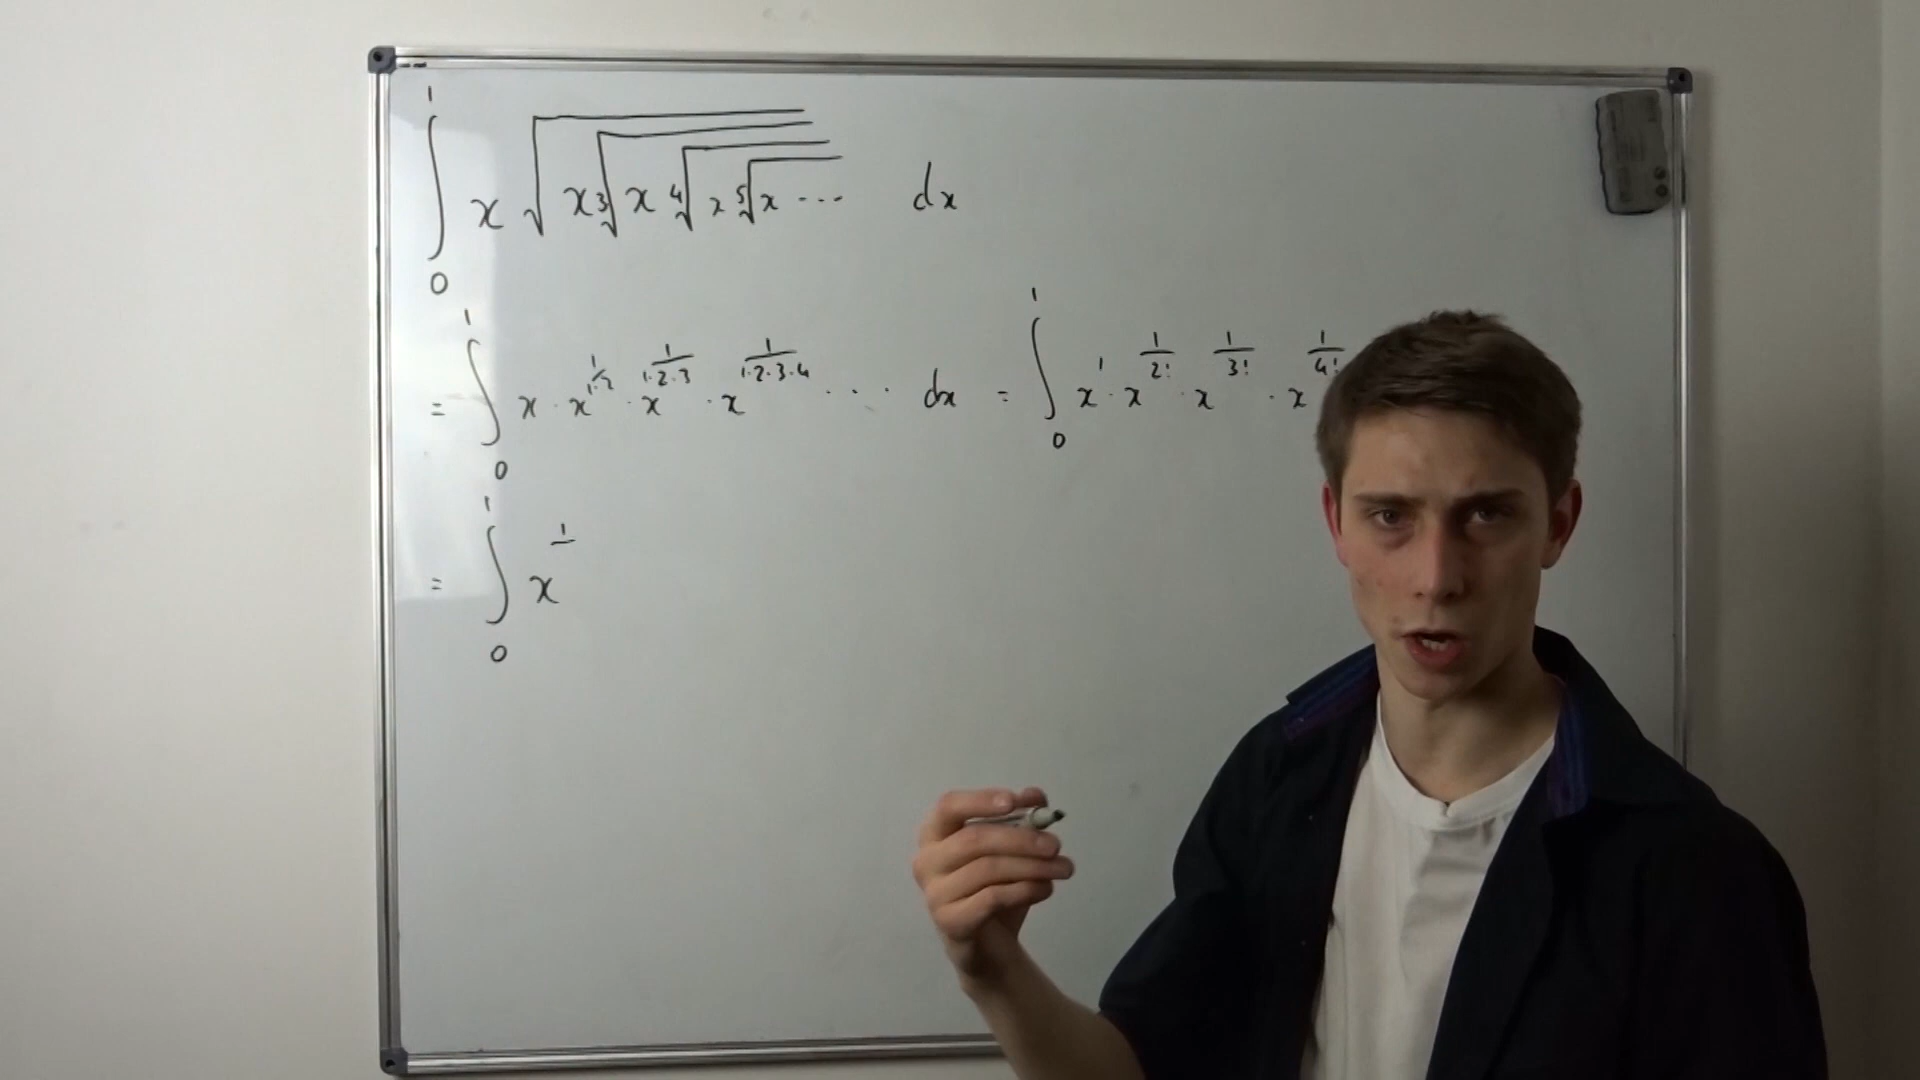 ∫₀¹ x √(x ∛(x ∜(x ⁵√(x ⋯)))) dx
= ∫₀¹ x · x^(1/(1·2)) · x^(1/(1·2·3)) · x^(1/(1·2·3·4)) ⋯ dx = ∫₀¹ x¹ · x^(1/2!) · x^(1/3!) · x^(1/4!)
= ∫₀¹ x^(1/